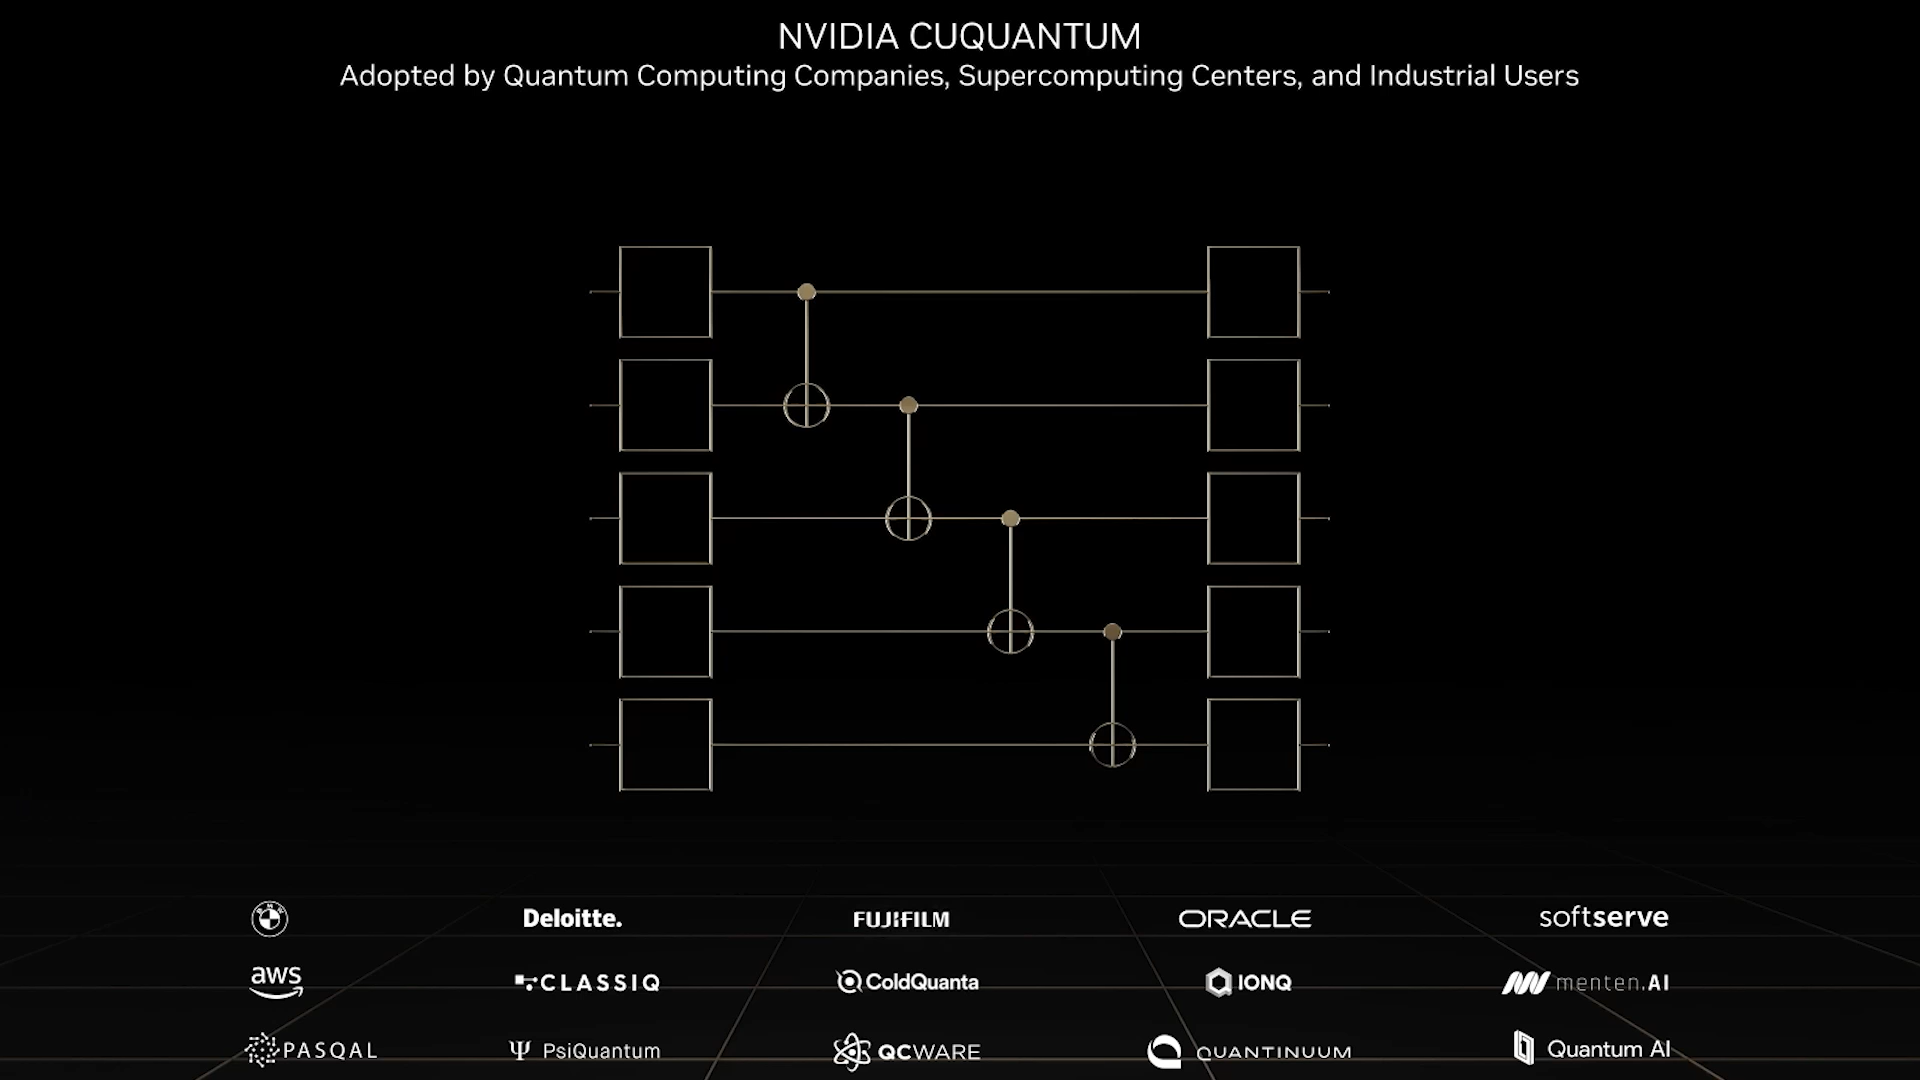 NVIDIA CUQUANTUM
Adopted by Quantum Computing Companies, Supercomputing Centers, and Industrial Users
BMW
Deloitte.
FUJIFILM
ORACLE
softserve
aws
CLASSIQ
ColdQuanta
IONQ
menten.AI
PASQAL
PsiQuantum
QCWARE
QUANTINUUM
Quantum AI